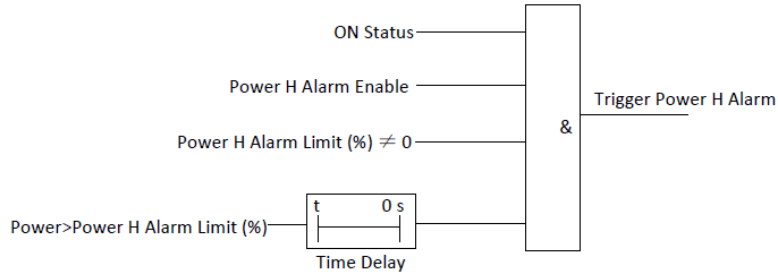 ON Status
Power H Alarm Enable
Trigger Power H Alarm
&
Power H Alarm Limit (%) ≠ 0
t 0 s
Power>Power H Alarm Limit (%)
Time Delay